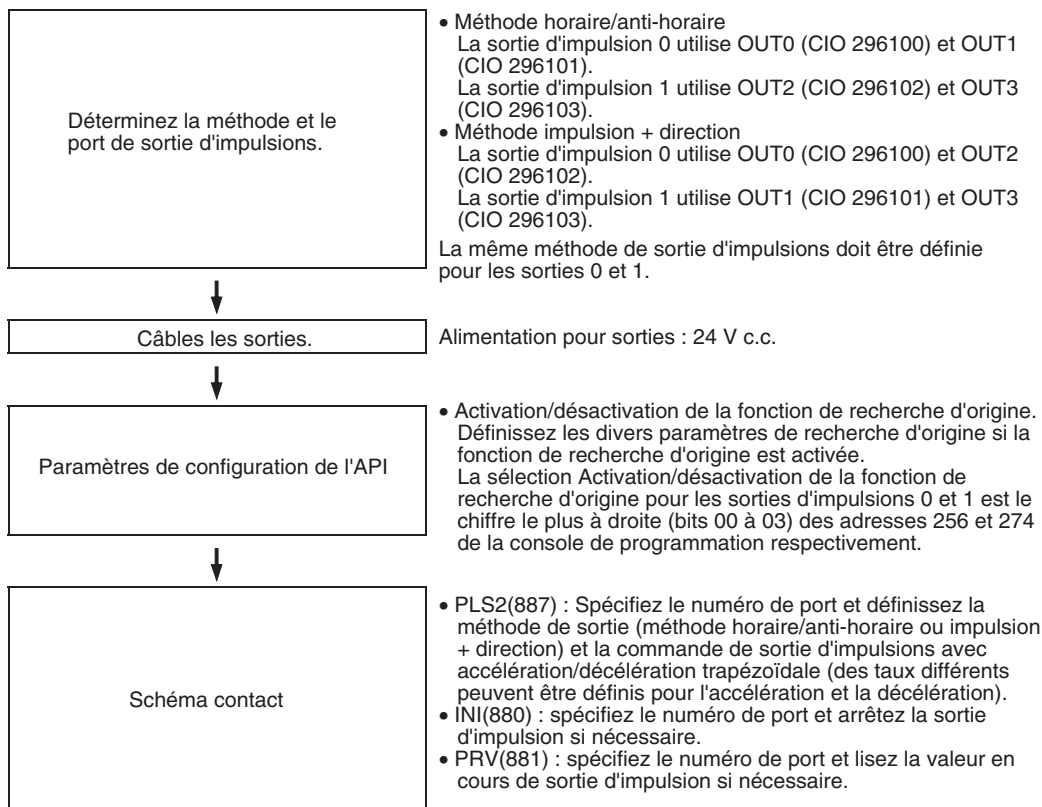 Déterminez la méthode et le
port de sortie d'impulsions.
• Méthode horaire/anti-horaire
La sortie d'impulsion 0 utilise OUT0 (CIO 296100) et OUT1
(CIO 296101).
La sortie d'impulsion 1 utilise OUT2 (CIO 296102) et OUT3
(CIO 296103).
• Méthode impulsion + direction
La sortie d'impulsion 0 utilise OUT0 (CIO 296100) et OUT2
(CIO 296102).
La sortie d'impulsion 1 utilise OUT1 (CIO 296101) et OUT3
(CIO 296103).
La même méthode de sortie d'impulsions doit être définie
pour les sorties 0 et 1.
Câbles les sorties.
Alimentation pour sorties : 24 V c.c.
Paramètres de configuration de l'API
• Activation/désactivation de la fonction de recherche d'origine.
Définissez les divers paramètres de recherche d'origine si la
fonction de recherche d'origine est activée.
La sélection Activation/désactivation de la fonction de
recherche d'origine pour les sorties d'impulsions 0 et 1 est le
chiffre le plus à droite (bits 00 à 03) des adresses 256 et 274
de la console de programmation respectivement.
Schéma contact
• PLS2(887) : Spécifiez le numéro de port et définissez la
méthode de sortie (méthode horaire/anti-horaire ou impulsion
+ direction) et la commande de sortie d'impulsions avec
accélération/décélération trapézoïdale (des taux différents
peuvent être définis pour l'accélération et la décélération).
• INI(880) : spécifiez le numéro de port et arrêtez la sortie
d'impulsion si nécessaire.
• PRV(881) : spécifiez le numéro de port et lisez la valeur en
cours de sortie d'impulsion si nécessaire.